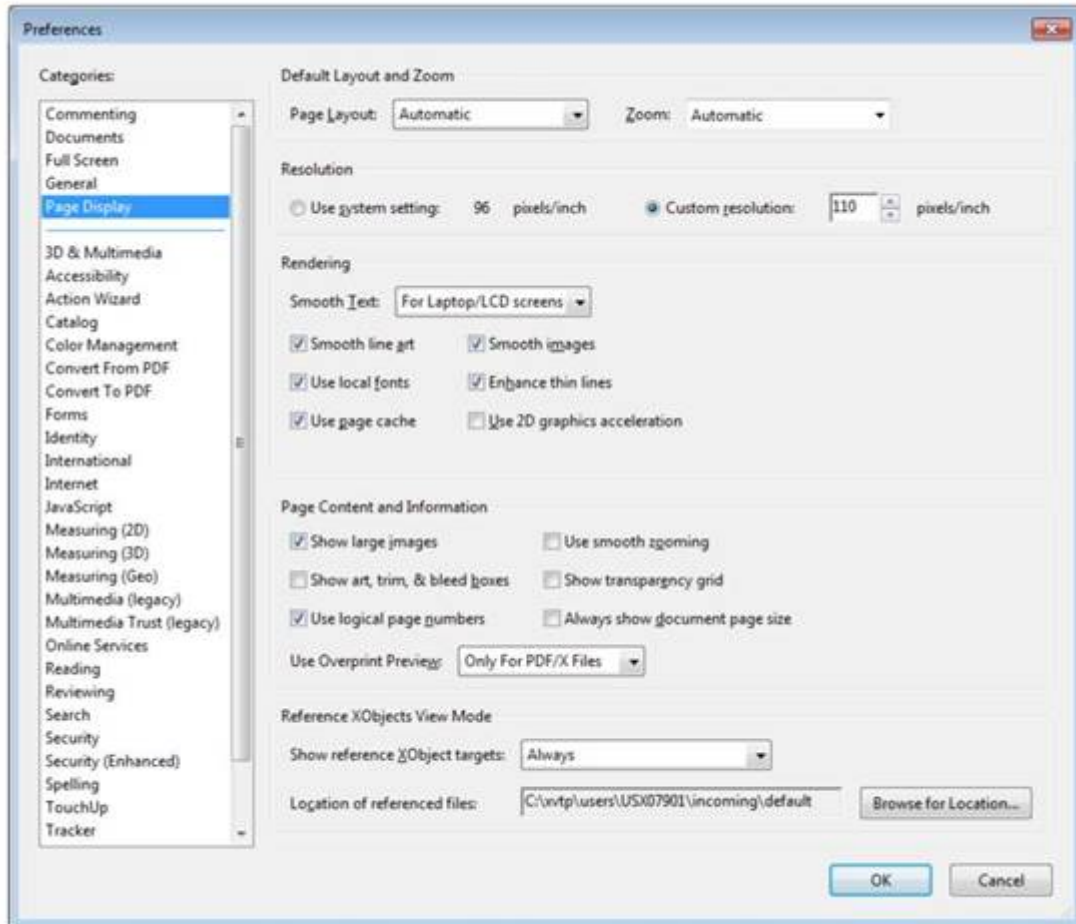 Preferences
Categories:
Commenting
Documents
Full Screen
General
Page Display
3D & Multimedia
Accessibility
Action Wizard
Catalog
Color Management
Convert From PDF
Convert To PDF
Forms
Identity
International
Internet
JavaScript
Measuring (2D)
Measuring (3D)
Measuring (Geo)
Multimedia (legacy)
Multimedia Trust (legacy)
Online Services
Reading
Reviewing
Search
Security
Security (Enhanced)
Spelling
TouchUp
Tracker
Default Layout and Zoom
Page Layout: Automatic Zoom: Automatic
Resolution
Use system setting: 96 pixels/inch Custom resolution: 110 pixels/inch
Rendering
Smooth Text: For Laptop/LCD screens
Smooth line art Smooth images
Use local fonts Enhance thin lines
Use page cache Use 2D graphics acceleration
Page Content and Information
Show large images Use smooth zooming
Show art, trim, & bleed boxes Show transparency grid
Use logical page numbers Always show document page size
Use Overprint Preview: Only For PDF/X Files
Reference XObjects View Mode
Show reference XObject targets: Always
Location of referenced files: C:\xvtp\users\USX07901\incoming\default Browse for Location...
OK Cancel